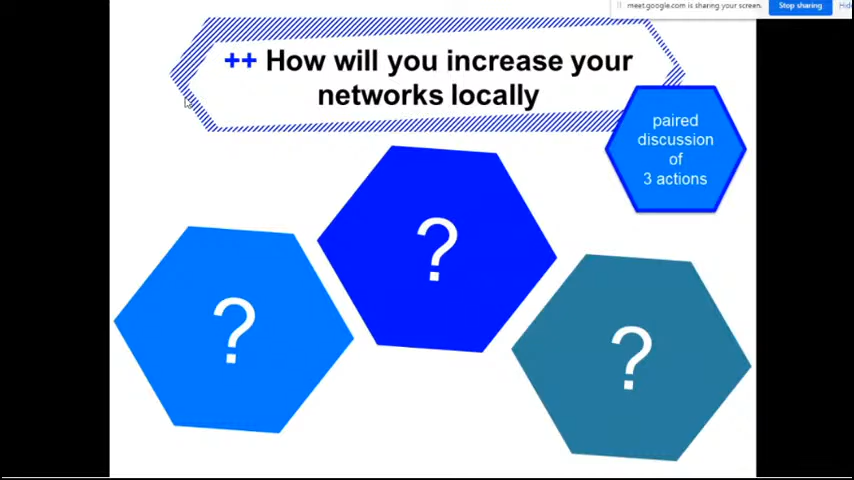 meet.google.com is sharing your screen. Stop sharing Hide
++ How will you increase your
networks locally
paired
discussion
of
3 actions
?
?
?